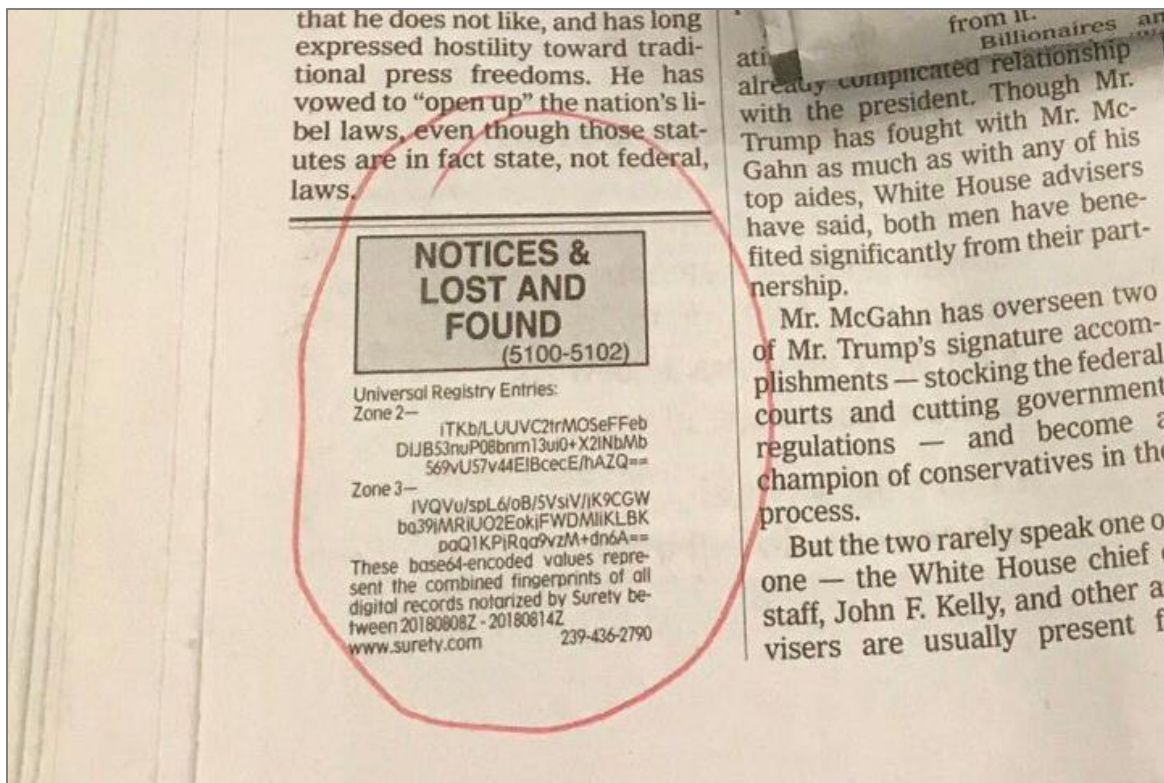 that he does not like, and has long
expressed hostility toward tradi-
tional press freedoms. He has
vowed to “open up” the nation’s li-
bel laws, even though those stat-
utes are in fact state, not federal,
laws.
NOTICES &
LOST AND
FOUND
(5100-5102)
Universal Registry Entries:
Zone 2—
iTKb/LUUVC2trMOSeFFeb
DIJB53nuP08bnm13ui0+X2INbMb
S69vU57v44EIBcecE/hAZQ==
Zone 3—
IVQVu/spL6/oB/5VsiV/jK9CGW
ba39iMRiUO2EokjFWDMIiKLBK
paQ1KPjRqa9vzM+dn6A==
These base64-encoded values repre-
sent the combined fingerprints of all
digital records notarized by Surety be-
tween 20180808Z - 20180814Z
www.surety.com 239-436-2790
from it.
Billionaires
already complicated relationship
with the president. Though Mr.
Trump has fought with Mr. Mc-
Gahn as much as with any of his
top aides, White House advisers
have said, both men have bene-
fited significantly from their part-
nership.
Mr. McGahn has overseen two
of Mr. Trump’s signature accom-
plishments — stocking the federal
courts and cutting government
regulations — and become a
champion of conservatives in the
process.
But the two rarely speak one o
one — the White House chief
staff, John F. Kelly, and other a
visers are usually present f